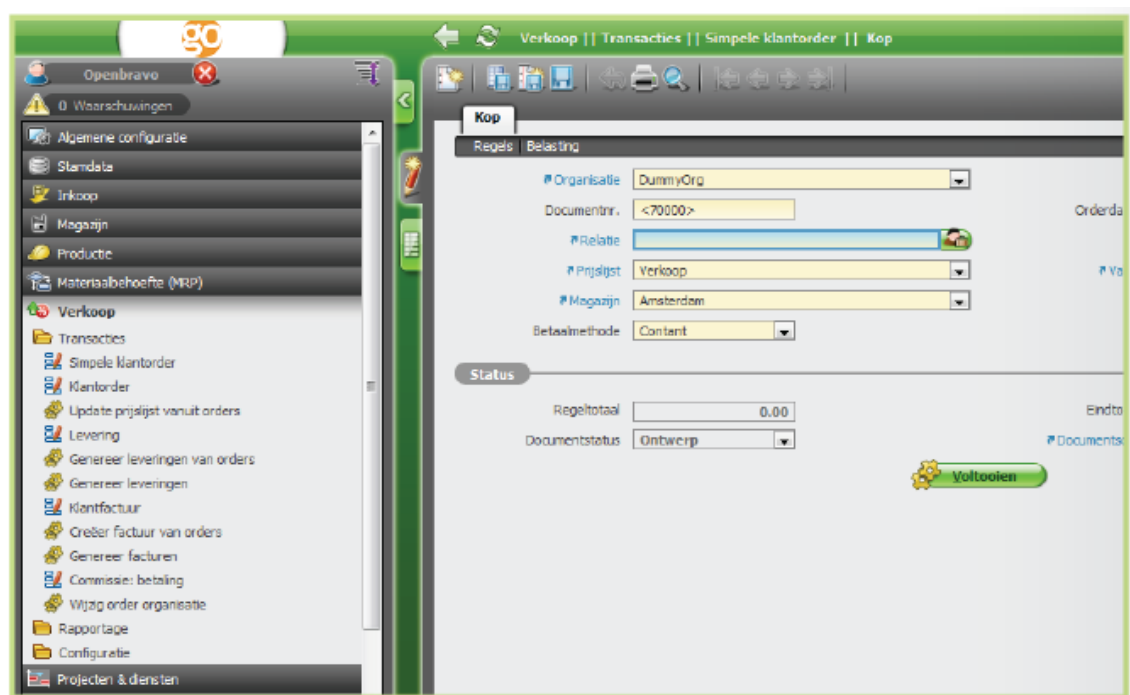 go
Verkoop || Transacties || Simpele klantorder || Kop
Openbravo
0 Waarschuwingen
Algemene configuratie
Stamdata
Inkoop
Magazijn
Productie
Materiaalbehoefte (MRP)
Verkoop
Transacties
Simpele klantorder
Klantorder
Update prijslijst vanuit orders
Levering
Genereer leveringen van orders
Genereer leveringen
Klantfactuur
Creëer factuur van orders
Genereer facturen
Commissie: betaling
Wijzig order organisatie
Rapportage
Configuratie
Projecten & diensten
Kop
Regels Belasting
Organisatie DummyOrg
Documentnr. <70000> Orderda
Relatie
Prijslijst Verkoop Va
Magazijn Amsterdam
Betaalmethode Contant
Status
Regeltotaal 0.00 Eindto
Documentstatus Ontwerp Documents
Voltooien